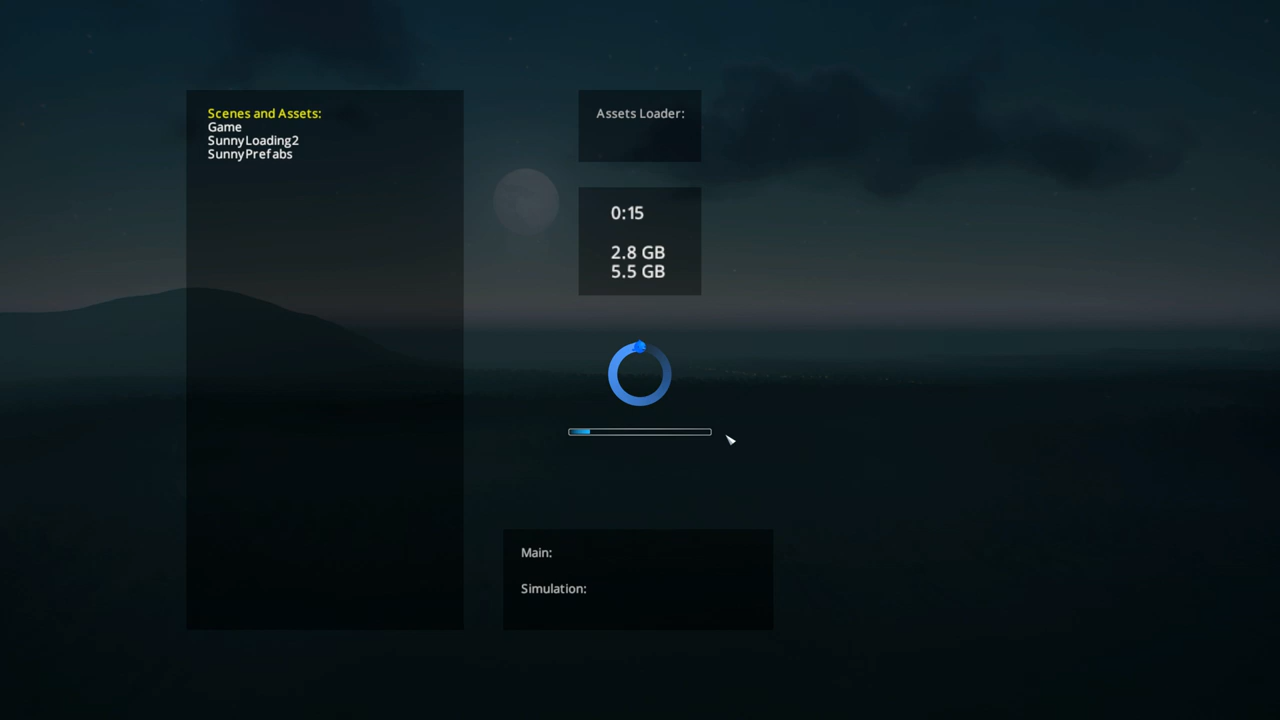 Scenes and Assets:
Game
SunnyLoading2
SunnyPrefabs
Assets Loader:
0:15
2.8 GB
5.5 GB
Main:
Simulation: